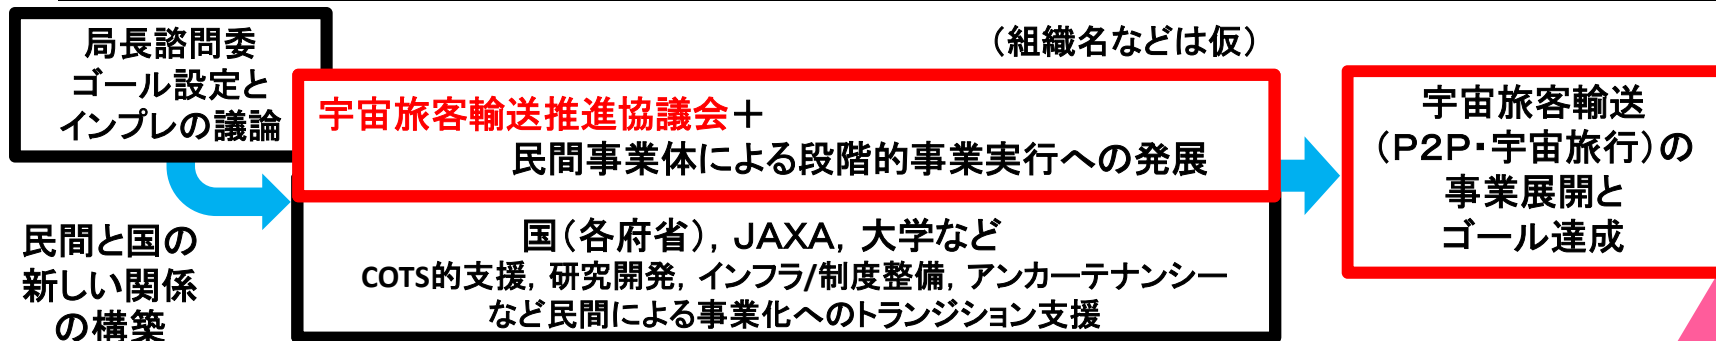 局長諮問委
ゴール設定と
インプレの議論
(組織名などは仮)
宇宙旅客輸送推進協議会+
民間事業体による段階的事業実行への発展
国(各府省), JAXA, 大学など
COTS的支援, 研究開発, インフラ/制度整備, アンカーテナンシー
など民間による事業化へのトランジション支援
民間と国の
新しい関係
の構築
宇宙旅客輸送
(P2P・宇宙旅行)の
事業展開と
ゴール達成